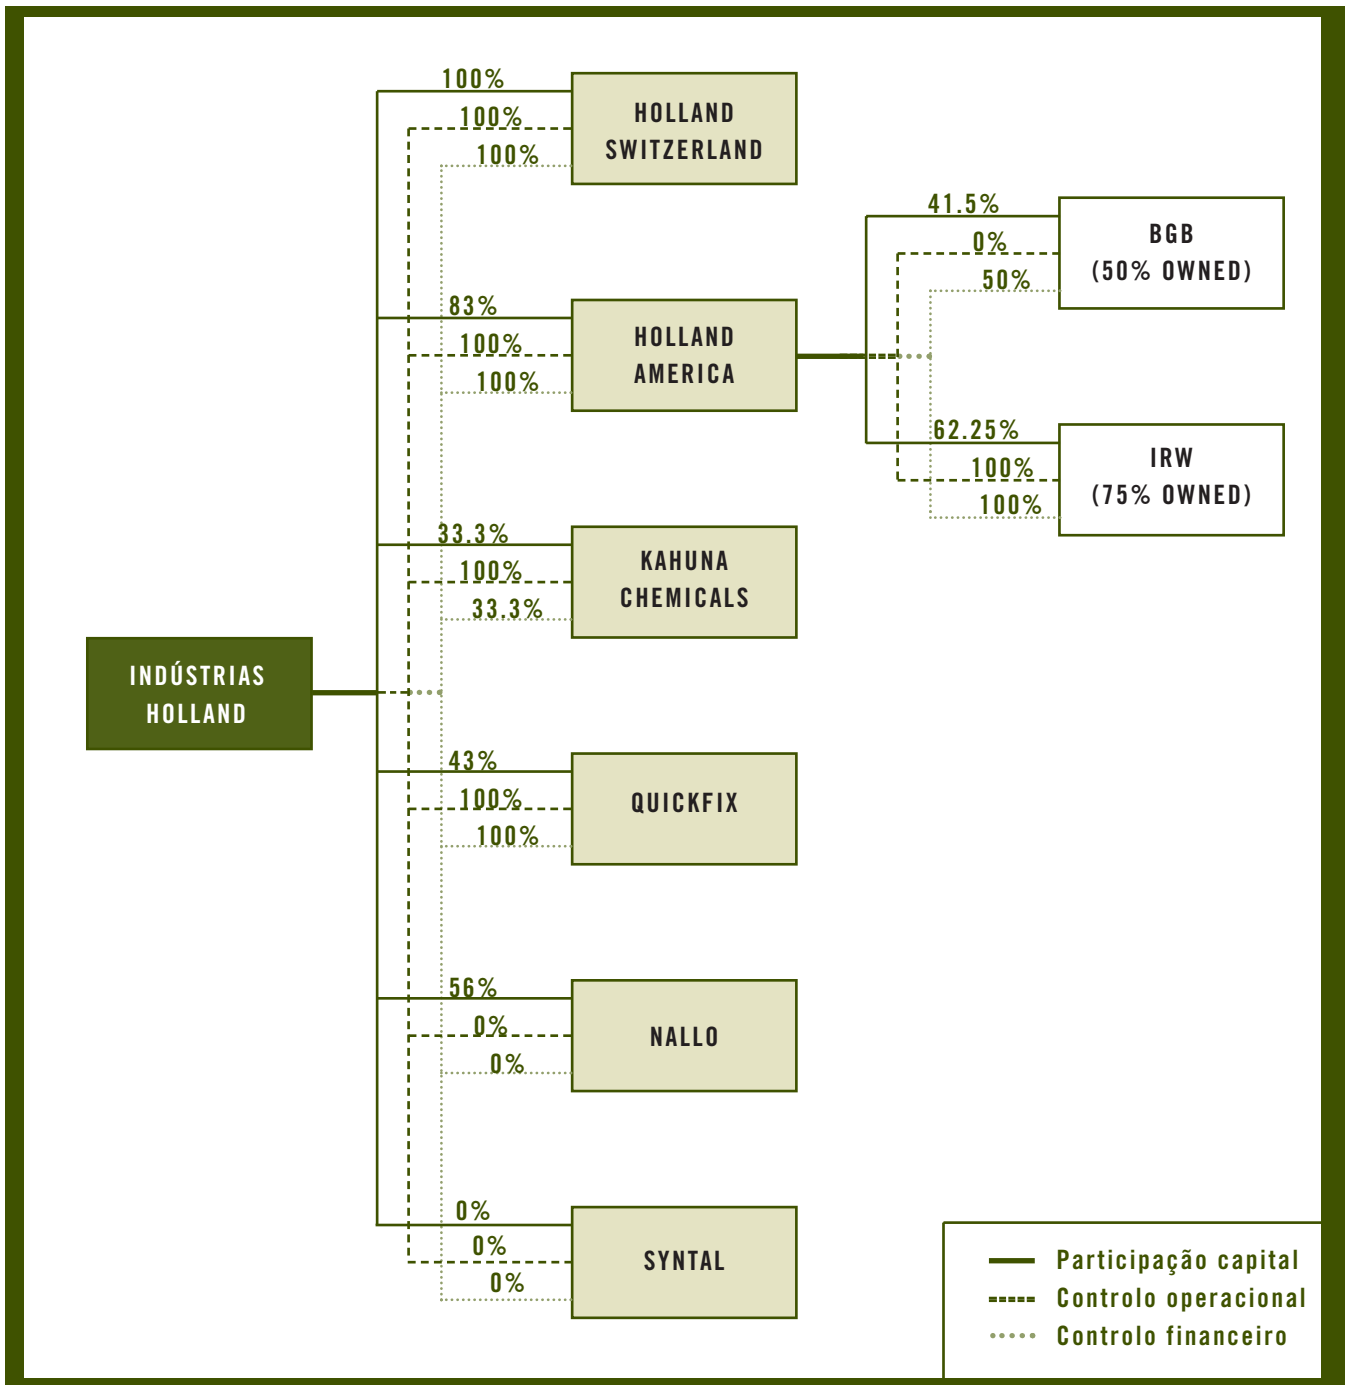 100%
100%
100%
HOLLAND
SWITZERLAND
83%
100%
100%
HOLLAND
AMERICA
41.5%
0%
50%
BGB
(50% OWNED)
62.25%
100%
100%
IRW
(75% OWNED)
33.3%
100%
33.3%
KAHUNA
CHEMICALS
INDÚSTRIAS
HOLLAND
43%
100%
100%
QUICKFIX
56%
0%
0%
NALLO
0%
0%
0%
SYNTAL
Participação capital
Controlo operacional
Controlo financeiro